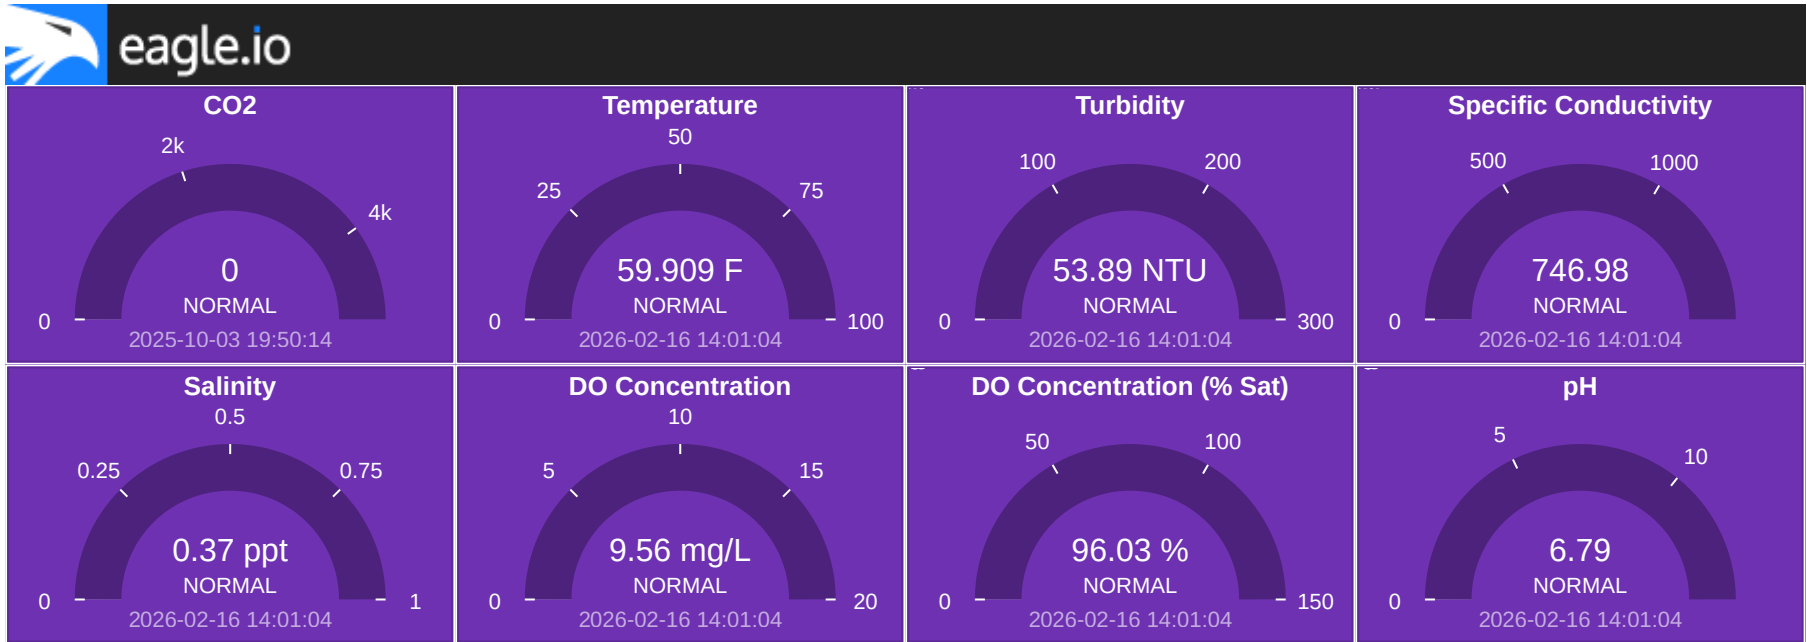 eagle.io
CO2
2k
4k
0
0
NORMAL
2025-10-03 19:50:14
Temperature
50
25
75
59.909 F
NORMAL
0
100
2026-02-16 14:01:04
Turbidity
100
200
53.89 NTU
NORMAL
0
300
2026-02-16 14:01:04
Specific Conductivity
500
1000
746.98
NORMAL
0
2026-02-16 14:01:04
Salinity
0.5
0.25
0.75
0.37 ppt
NORMAL
0
1
2026-02-16 14:01:04
DO Concentration
10
5
15
9.56 mg/L
NORMAL
0
20
2026-02-16 14:01:04
DO Concentration (% Sat)
50
100
96.03 %
NORMAL
0
150
2026-02-16 14:01:04
pH
5
10
6.79
NORMAL
0
2026-02-16 14:01:04